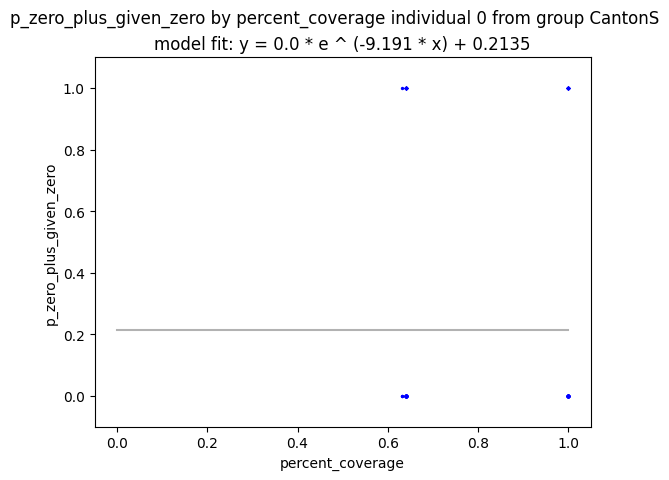 p_zero_plus_given_zero by percent_coverage individual 0 from group CantonS
model fit: y = 0.0 * e ^ (-9.191 * x) + 0.2135
1.0
0.8
0.6
0.4
0.2
0.0
p_zero_plus_given_zero
0.0 0.2 0.4 0.6 0.8 1.0
percent_coverage